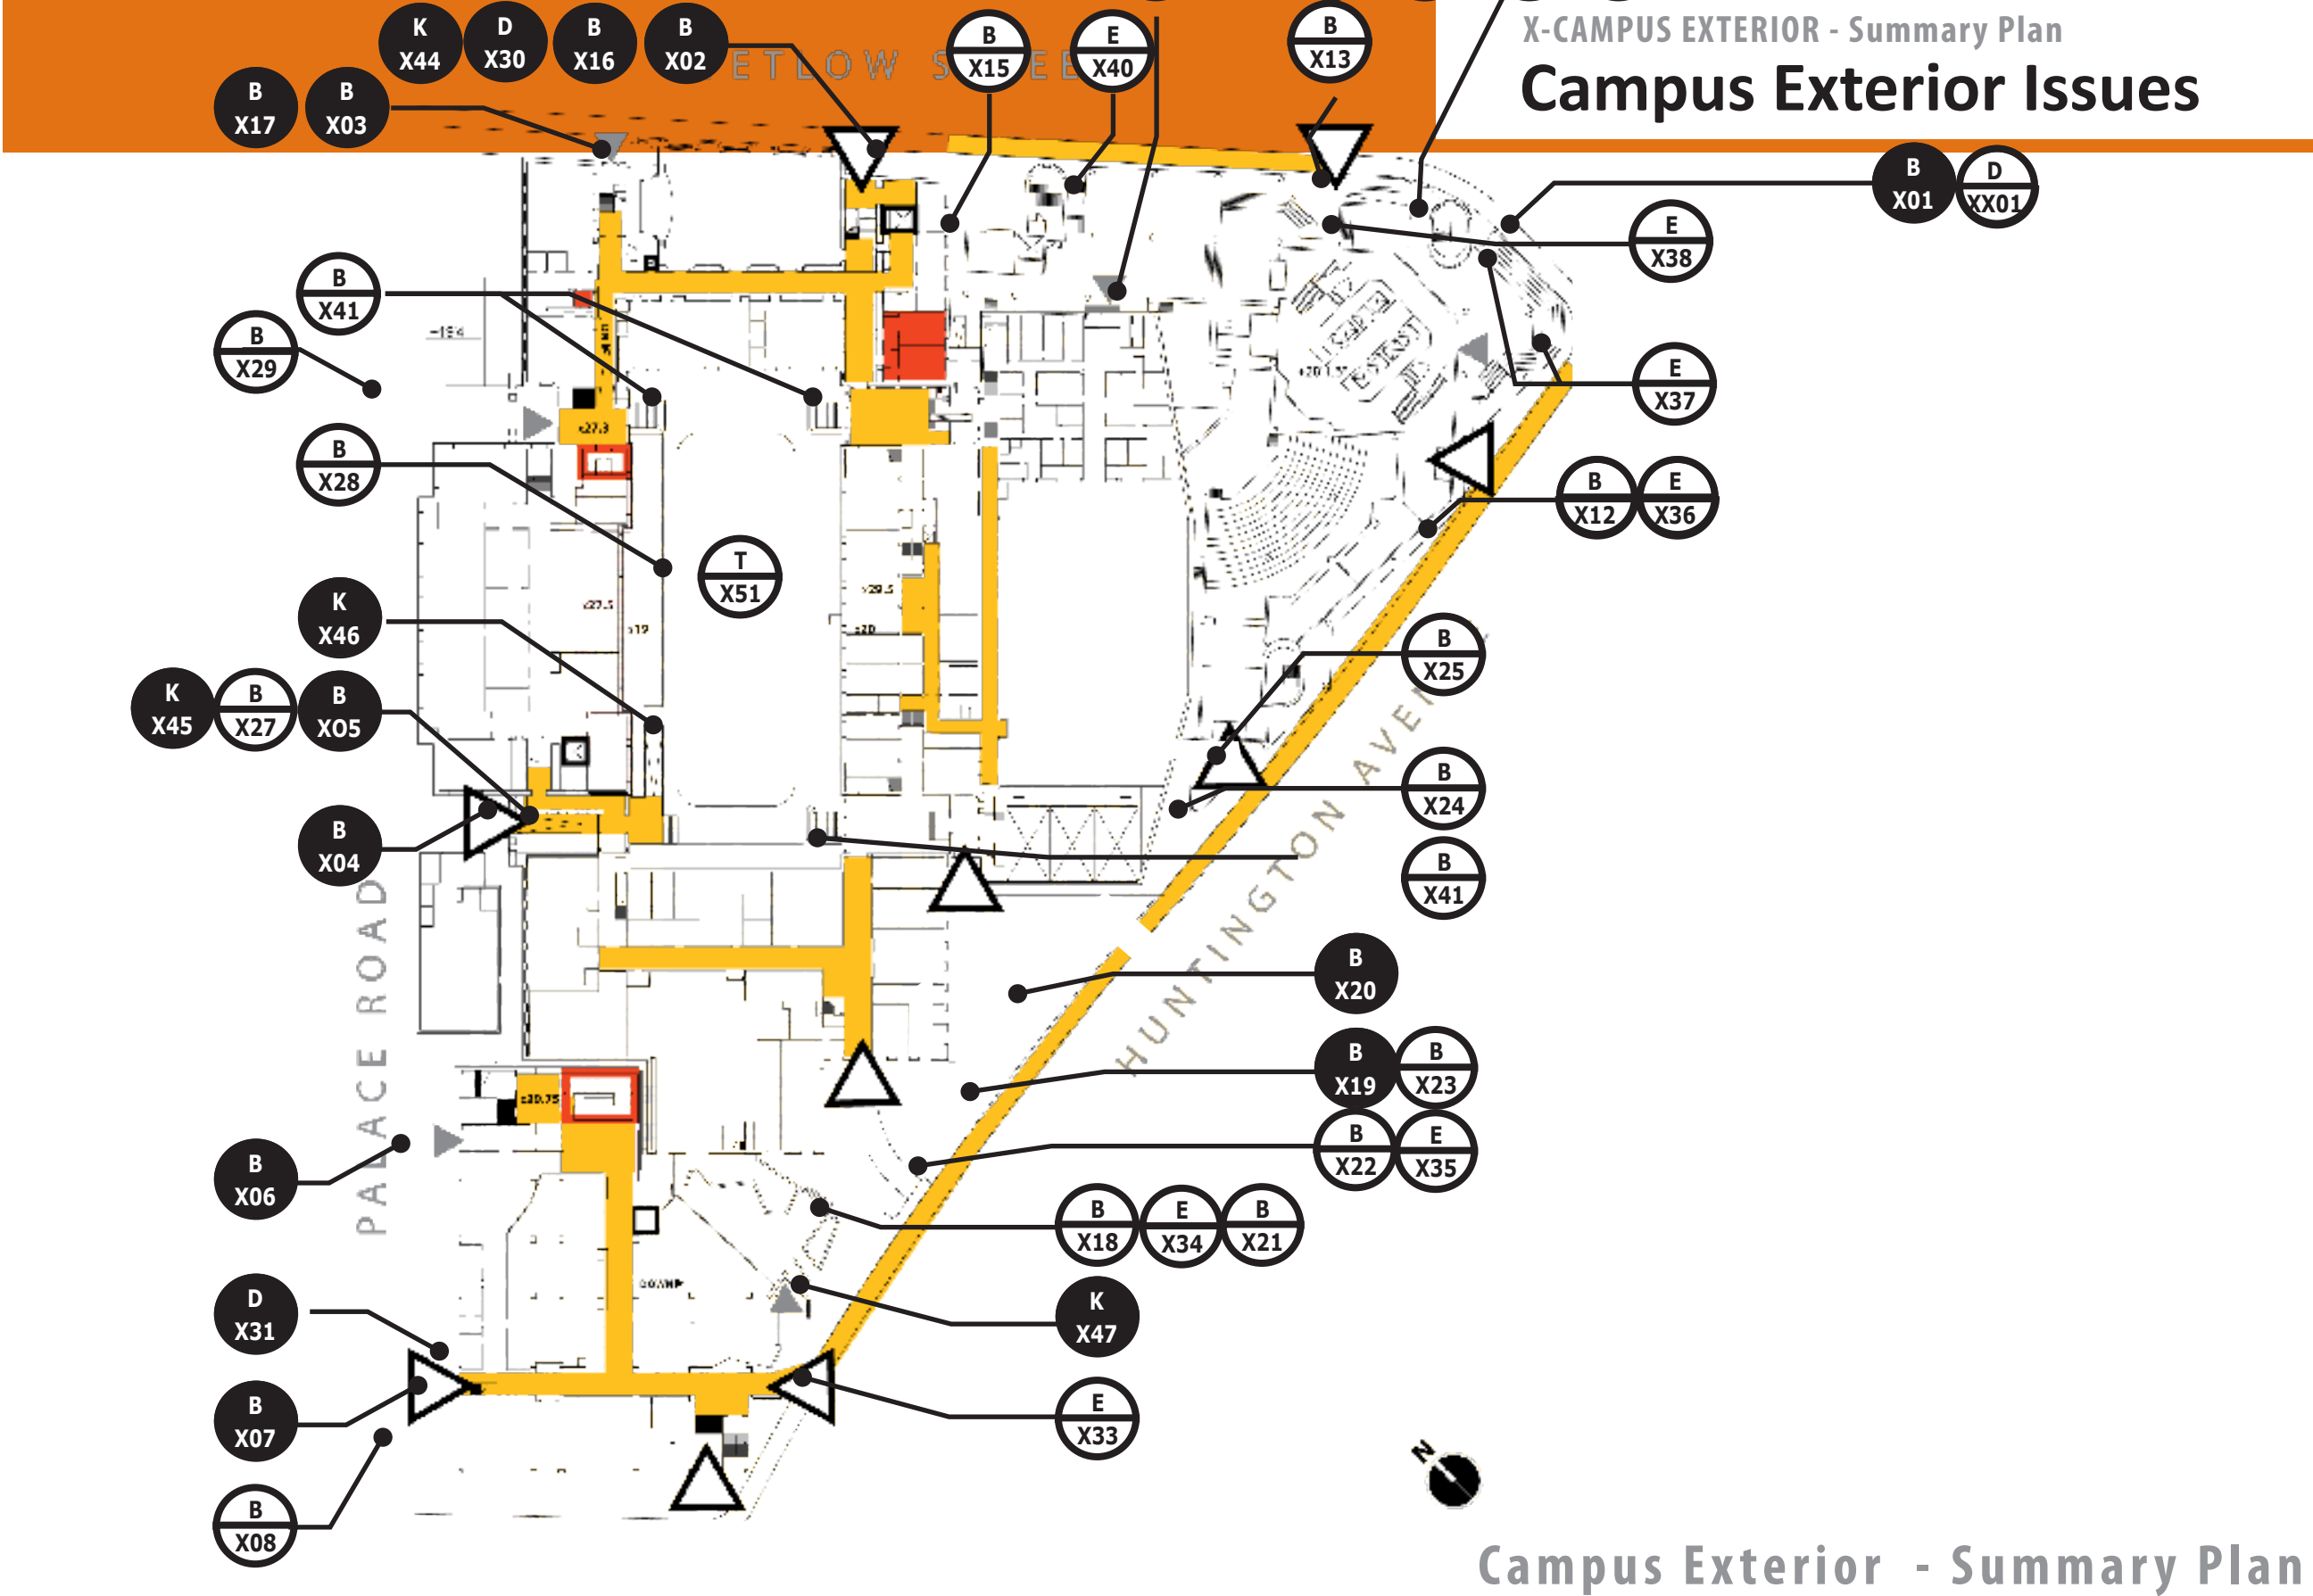 X-CAMPUS EXTERIOR - Summary Plan
Campus Exterior Issues
K
X44
D
X30
B
X16
B
X02
B
X17
B
X03
B
X15
E
X40
B
X13
B
X01
D
XX01
E
X38
B
X41
B
X29
E
X37
B
X28
B
X12
E
X36
T
X51
K
X46
B
X25
K
X45
B
X27
B
XO5
B
X24
B
X04
B
X41
PALACE ROAD
B
X20
B
X19
B
X23
B
X22
E
X35
B
X06
B
X18
E
X34
B
X21
D
X31
K
X47
B
X07
E
X33
B
X08
N
HUNTINGTON AVE
Campus Exterior - Summary Plan